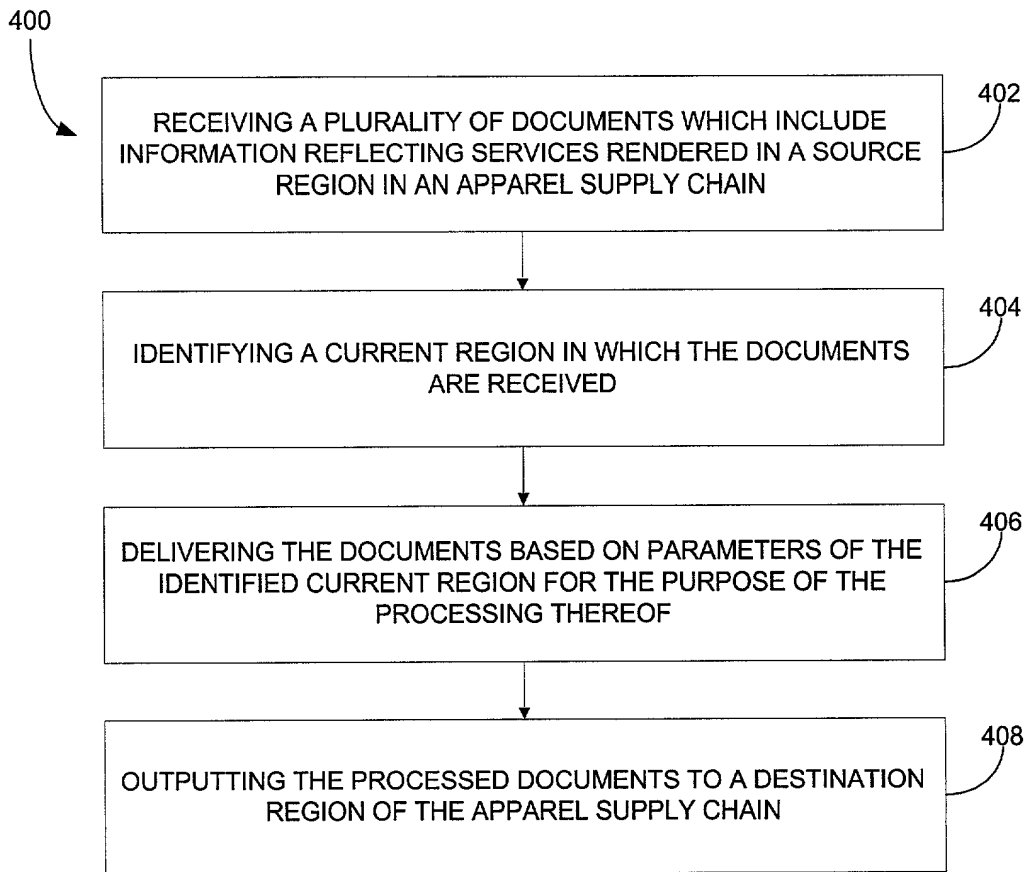 400
402
RECEIVING A PLURALITY OF DOCUMENTS WHICH INCLUDE
INFORMATION REFLECTING SERVICES RENDERED IN A SOURCE
REGION IN AN APPAREL SUPPLY CHAIN
404
IDENTIFYING A CURRENT REGION IN WHICH THE DOCUMENTS
ARE RECEIVED
406
DELIVERING THE DOCUMENTS BASED ON PARAMETERS OF THE
IDENTIFIED CURRENT REGION FOR THE PURPOSE OF THE
PROCESSING THEREOF
408
OUTPUTTING THE PROCESSED DOCUMENTS TO A DESTINATION
REGION OF THE APPAREL SUPPLY CHAIN